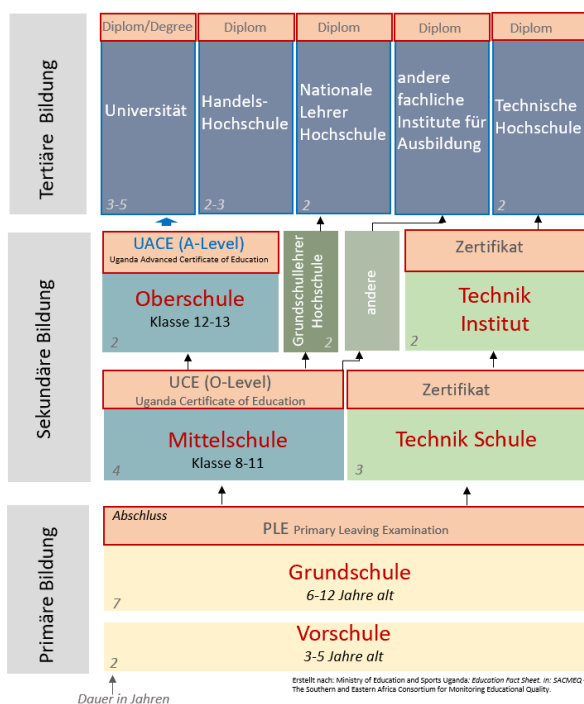 Diplom/Degree
Diplom
Diplom
Diplom
Diplom
Tertiäre Bildung
Universität
3-5
Handels-
Hochschule
2-3
Nationale
Lehrer
Hochschule
2
andere
fachliche
Institute für
Ausbildung
Technische
Hochschule
2
Sekundäre Bildung
UACE (A-Level)
Uganda Advanced Certificate of Education
Oberschule
Klasse 12-13
2
Grundschullehrer
Hochschule
2
andere
Zertifikat
Technik
Institut
2
UCE (O-Level)
Uganda Certificate of Education
Mittelschule
Klasse 8-11
4
Zertifikat
Technik Schule
3
Primäre Bildung
Abschluss
PLE Primary Leaving Examination
Grundschule
6-12 Jahre alt
7
Vorschule
3-5 Jahre alt
2
Erstellt nach: Ministry of Education and Sports Uganda: Education Fact Sheet. In: SACMEQ -
The Southern and Eastern Africa Consortium for Monitoring Educational Quality.
Dauer in Jahren